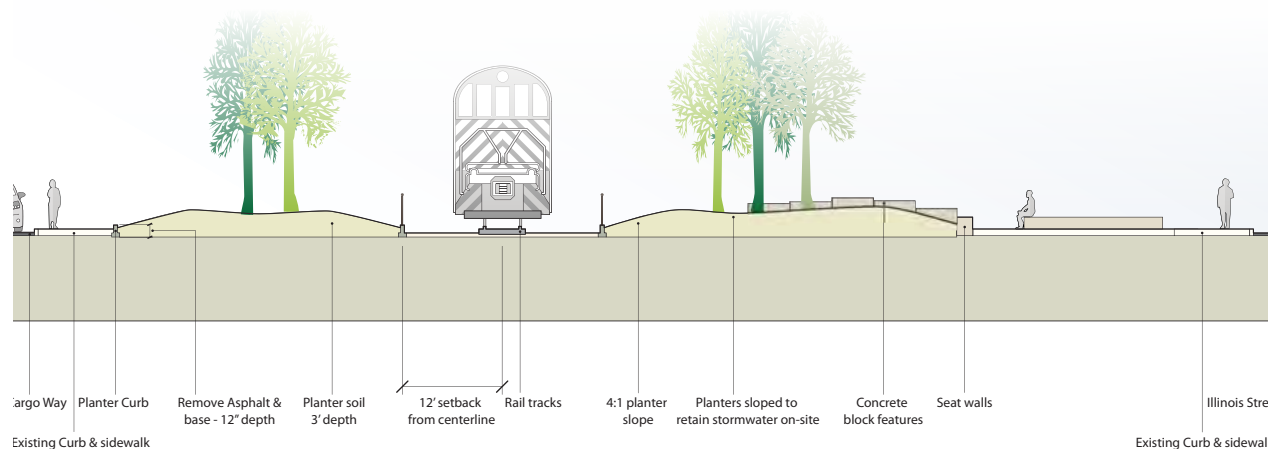 Cargo Way
Planter Curb
Remove Asphalt &
base - 12" depth
Planter soil
3' depth
12' setback
from centerline
Rail tracks
4:1 planter
slope
Planters sloped to
retain stormwater on-site
Concrete
block features
Seat walls
Illinois Stre
Existing Curb & sidewalk
Existing Curb & sidewal